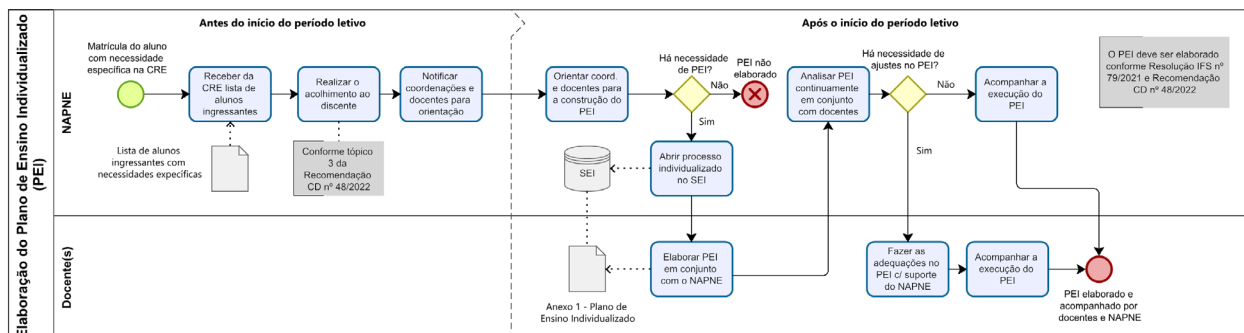 Elaboração do Plano de Ensino Individualizado
(PEI)
NAPNE
Docente(s)
Antes do início do período letivo
Após o início do período letivo
Matrícula do aluno
com necessidade
específica na CRE
Receber da
CRE lista de
alunos
ingressantes
Realizar o
acolhimento ao
discente
Notificar
coordenações e
docentes para
orientação
Lista de alunos
ingressantes com
necessidades específicas
Conforme tópico
3 da
Recomendação
CD nº 48/2022
Orientar coord.
e docentes para
a construção do
PEI
Há necessidade
de PEI?
Não
PEI não
elaborado
Sim
Abrir processo
individualizado
no SEI
SEI
Elaborar PEI
em conjunto
com o NAPNE
Anexo 1 - Plano de
Ensino Individualizado
Analisar PEI
continuamente
em conjunto
com docentes
Há necessidade de
ajustes no PEI?
Não
Acompanhar a
execução do
PEI
Sim
Fazer as
adequações no
PEI c/ suporte
do NAPNE
Acompanhar a
execução do
PEI
PEI elaborado e
acompanhado por
docentes e NAPNE
O PEI deve ser elaborado
conforme Resolução IFS nº
79/2021 e Recomendação
CD nº 48/2022